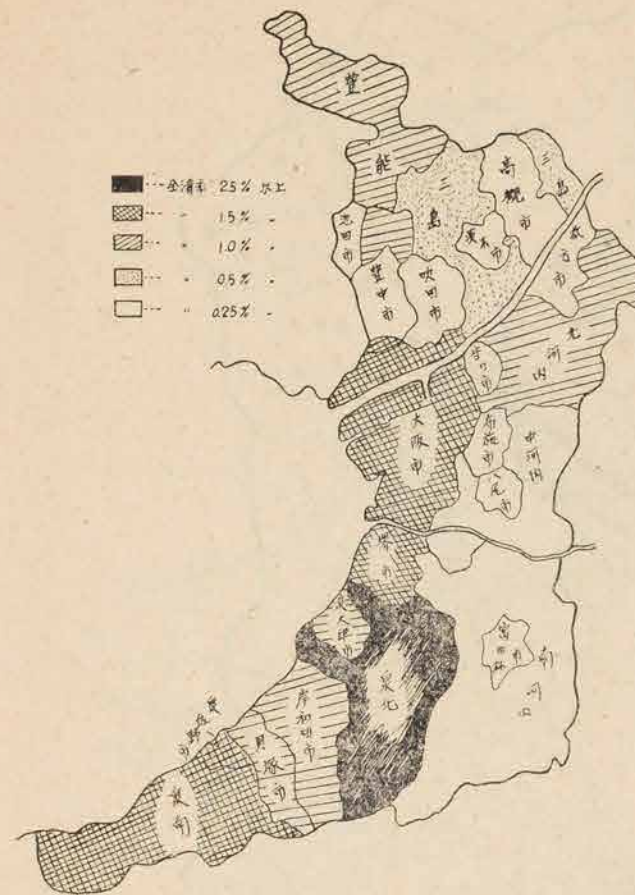 2.5% 以上
〃 1.5% 〃
〃 1.0% 〃
〃 0.5% 〃
〃 0.25% 〃
豊能
三島
高槻市
三島
枚方市
池田市
茨木市
豊中市
吹田市
北河内
守口市
大阪市
布施市
中河内
八尾市
堺市
泉大津市
泉北
富田林市
南河内
岸和田市
貝塚市
泉佐野市
泉南